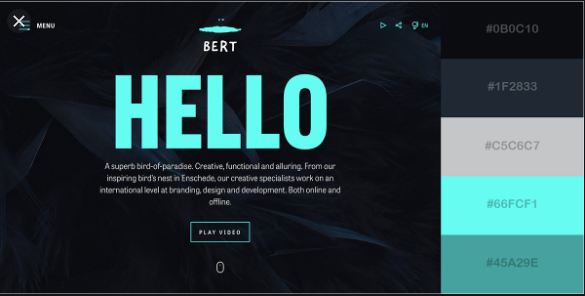 MENU
EN
BERT
HELLO
A superb bird-of-paradise. Creative, functional and alluring. From our
inspiring bird's nest in Enschede, our creative specialists work on an
international level at branding, design and development. Both online and
offline.
PLAY VIDEO
#0B0C10
#1F2833
#C5C6C7
#66FCF1
#45A29E